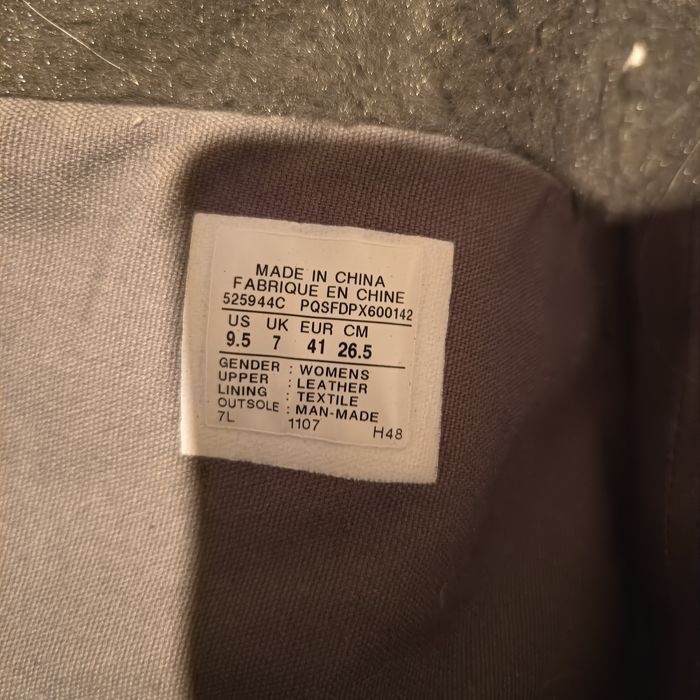 MADE IN CHINA
FABRIQUE EN CHINE
525944C PQSFDPX600142
US UK EUR CM
9.5 7 41 26.5
GENDER : WOMENS
UPPER : LEATHER
LINING : TEXTILE
OUTSOLE : MAN-MADE
7L 1107 H48